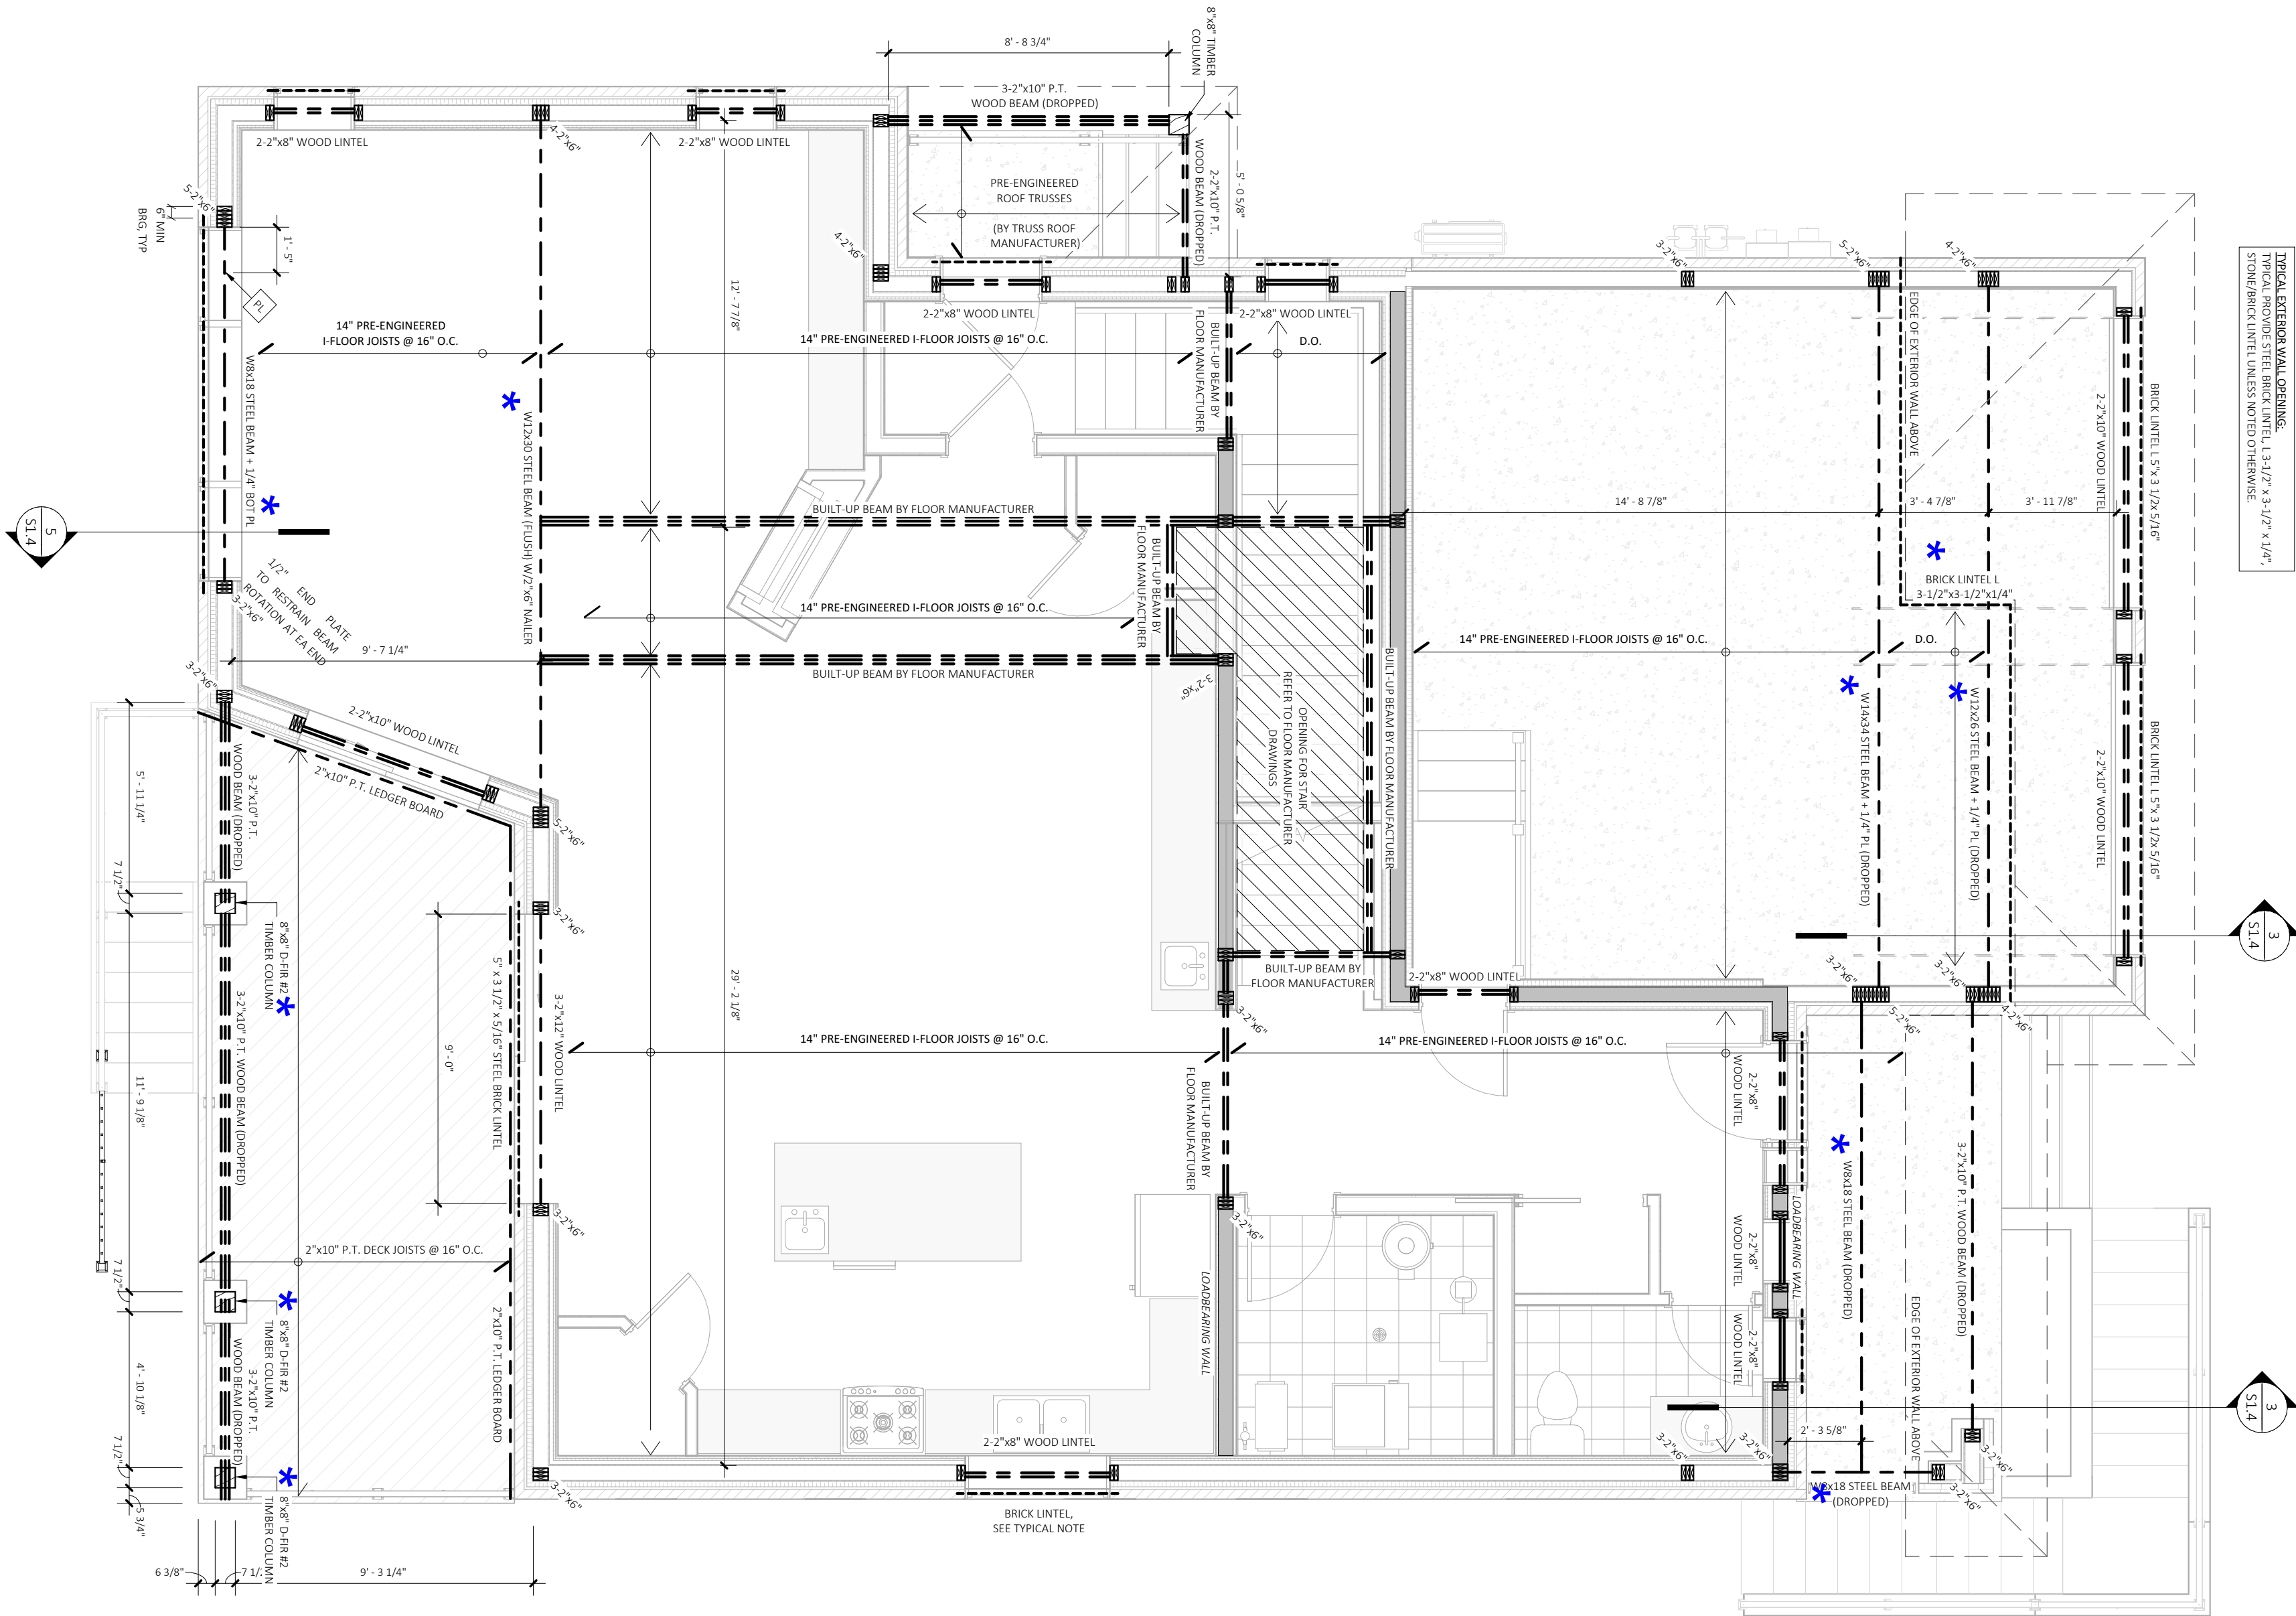 8' - 8 3/4"
8"x8" TIMBER
COLUMN
3-2"x10" P.T.
WOOD BEAM (DROPPED)
2-2"x8" WOOD LINTEL
4-2"x6"
2-2"x8" WOOD LINTEL
5-2"x6"
6" MIN
BRG, TYP
1' - 5"
PL
PRE-ENGINEERED
ROOF TRUSSES
(BY TRUSS ROOF
MANUFACTURER)
2-2"x10" P.T.
WOOD BEAM (DROPPED)
5' - 0 5/8"
4-2"x6"
12' - 7 7/8"
2-2"x8" WOOD LINTEL
2-2"x8" WOOD LINTEL
3-2"x6"
5-2"x6"
4-2"x6"
TYPICAL EXTERIOR WALL OPENING:
TYPICAL PROVIDE STEEL BRICK LINTEL, L 3-1/2" x 3-1/2" x 1/4",
STONE/BRICK LINTEL UNLESS NOTED OTHERWISE.
14" PRE-ENGINEERED
I-FLOOR JOISTS @ 16" O.C.
14" PRE-ENGINEERED I-FLOOR JOISTS @ 16" O.C.
BUILT-UP BEAM BY
FLOOR MANUFACTURER
D.O.
EDGE OF EXTERIOR WALL ABOVE
2-2"x10" WOOD LINTEL
BRICK LINTEL L 5"x 3 1/2x 5/16"
W8x18 STEEL BEAM + 1/4" BOT PL
W12x30 STEEL BEAM (FLUSH) W/2"x6" NAILER
5
S1.4
BUILT-UP BEAM BY FLOOR MANUFACTURER
BUILT-UP BEAM BY
FLOOR MANUFACTURER
14' - 8 7/8"
3' - 4 7/8"
3' - 11 7/8"
1/2" END PLATE
TO RESTRAIN BEAM
ROTATION AT EA END
3-2"x6"
BRICK LINTEL L
3-1/2"x3-1/2"x1/4"
14" PRE-ENGINEERED I-FLOOR JOISTS @ 16" O.C.
14" PRE-ENGINEERED I-FLOOR JOISTS @ 16" O.C.
D.O.
9' - 7 1/4"
3-2"x6"
BUILT-UP BEAM BY FLOOR MANUFACTURER
3-2"x6"
OPENING FOR STAIR
REFER TO FLOOR MANUFACTURER
DRAWINGS
BUILT-UP BEAM BY FLOOR MANUFACTURER
W14x34 STEEL BEAM + 1/4" PL (DROPPED)
W12x26 STEEL BEAM + 1/4" PL (DROPPED)
2-2"x10" WOOD LINTEL
BRICK LINTEL L 5"x 3 1/2x 5/16"
2-2"x10" WOOD LINTEL
2"x10" P.T. LEDGER BOARD
3-2"x10" P.T.
WOOD BEAM (DROPPED)
5' - 11 1/4"
7 1/2"
5-2"x6"
3-2"x6"
8"x8" D-FIR #2
TIMBER COLUMN
3
S1.4
BUILT-UP BEAM BY
FLOOR MANUFACTURER
2-2"x8" WOOD LINTEL
3-2"x6"
3-2"x6"
5-2"x6"
4-2"x6"
3-2"x6"
29' - 2 1/8"
5" x 3 1/2" x 5/16" STEEL BRICK LINTEL
3-2"x12" WOOD LINTEL
9' - 0"
3-2"x10" P.T. WOOD BEAM (DROPPED)
11' - 9 1/8"
14" PRE-ENGINEERED I-FLOOR JOISTS @ 16" O.C.
14" PRE-ENGINEERED I-FLOOR JOISTS @ 16" O.C.
BUILT-UP BEAM BY
FLOOR MANUFACTURER
2-2"x8"
WOOD LINTEL
W8x18 STEEL BEAM (DROPPED)
3-2"x10" P.T. WOOD BEAM (DROPPED)
3-2"x6"
3-2"x6"
2-2"x8"
WOOD LINTEL
LOADBEARING WALL
2"x10" P.T. DECK JOISTS @ 16" O.C.
7 1/2"
8"x8" D-FIR #2
TIMBER COLUMN
2"x10" P.T. LEDGER BOARD
LOADBEARING WALL
2-2"x8"
WOOD LINTEL
EDGE OF EXTERIOR WALL ABOVE
3
S1.4
3-2"x10" P.T.
WOOD BEAM (DROPPED)
4' - 10 1/8"
7 1/2"
5 3/4"
2-2"x8" WOOD LINTEL
3-2"x6"
3-2"x6"
2' - 3 5/8"
3-2"x6"
3-2"x6"
W8x18 STEEL BEAM
(DROPPED)
3-2"x6"
8"x8" D-FIR #2
TIMBER COLUMN
BRICK LINTEL,
SEE TYPICAL NOTE
6 3/8"
9' - 3 1/4"